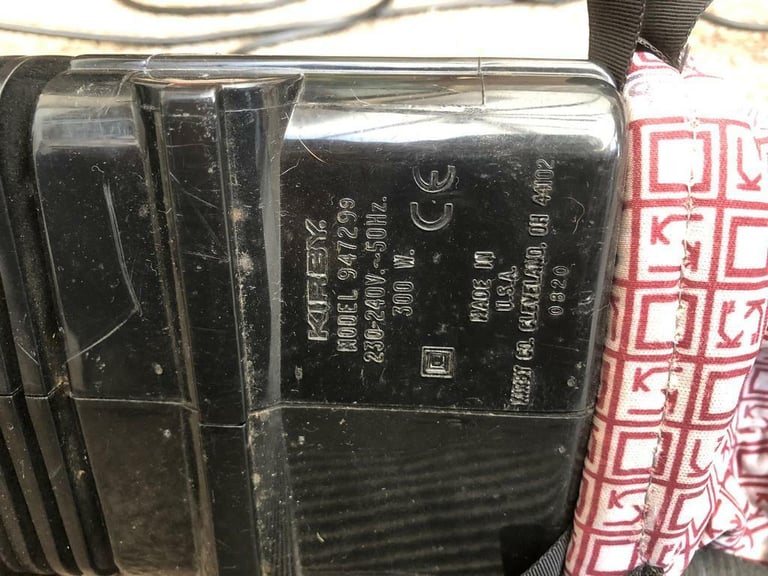 KIRBY.
MODEL 947299
230-240V.~50Hz.
300 W.
CE
MADE IN
U.S.A.
KIRBY CO. CLEVELAND, OH 44102
0820